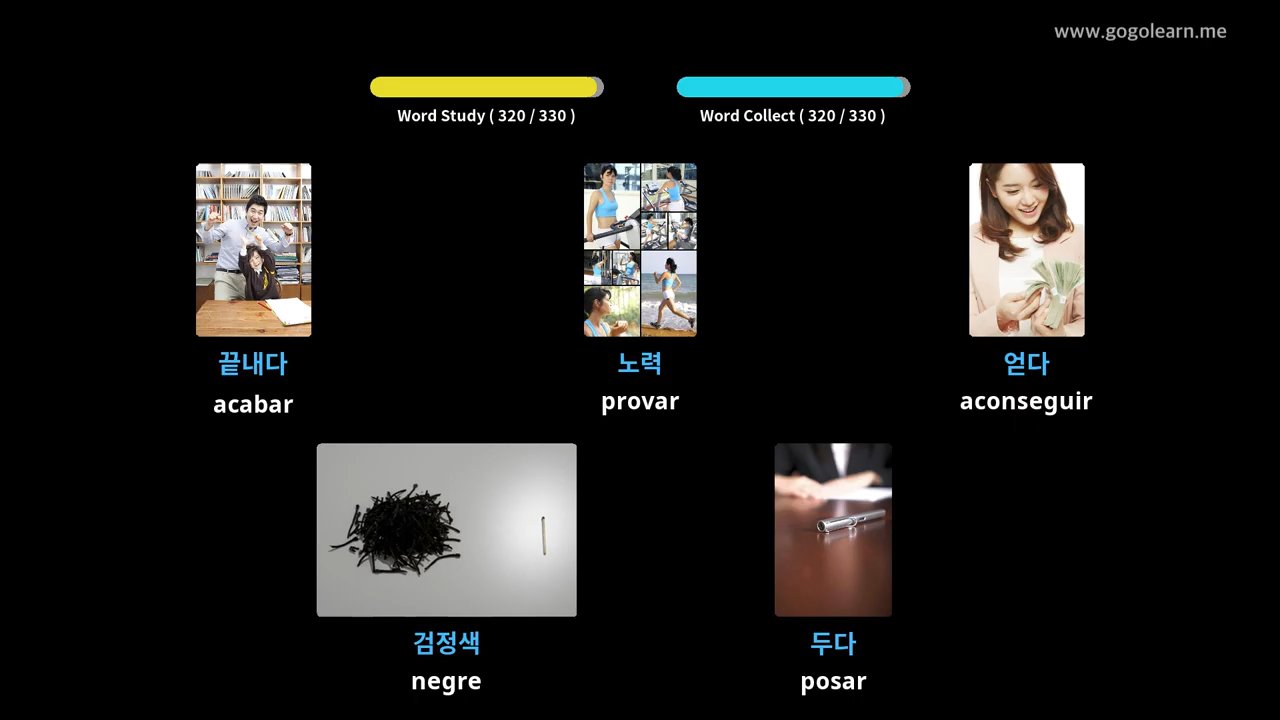 www.gogolearn.me
Word Study ( 320 / 330 )
Word Collect ( 320 / 330 )
끝내다
acabar
노력
provar
얻다
aconseguir
검정색
negre
두다
posar